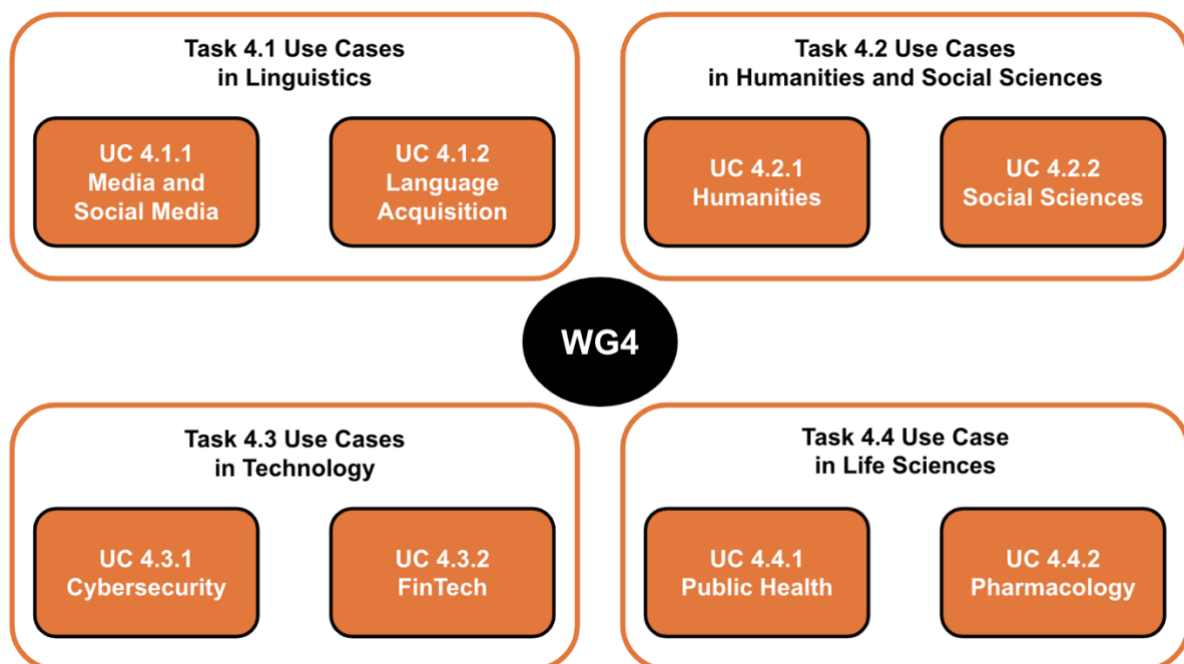 Task 4.1 Use Cases
in Linguistics
UC 4.1.1
Media and
Social Media
UC 4.1.2
Language
Acquisition
Task 4.2 Use Cases
in Humanities and Social Sciences
UC 4.2.1
Humanities
UC 4.2.2
Social Sciences
WG4
Task 4.3 Use Cases
in Technology
UC 4.3.1
Cybersecurity
UC 4.3.2
FinTech
Task 4.4 Use Case
in Life Sciences
UC 4.4.1
Public Health
UC 4.4.2
Pharmacology